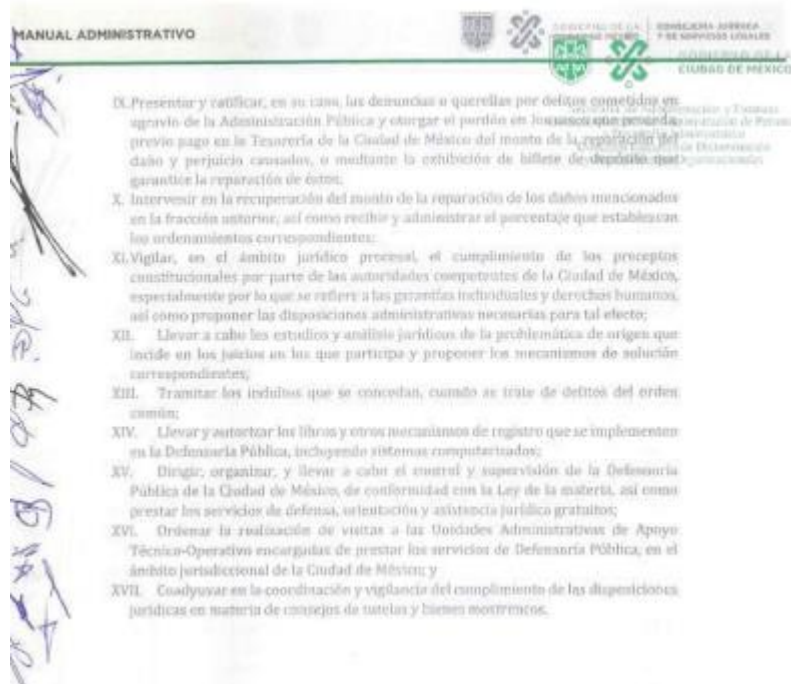 MANUAL ADMINISTRATIVO
GOBIERNO DE LA
CIUDAD DE MÉXICO
CONSEJERÍA JURÍDICA
Y DE SERVICIOS LEGALES
GOBIERNO DE LA
CIUDAD DE MÉXICO
IX. Presentar y ratificar, en su caso, las denuncias o querellas por delitos cometidos en
agravio de la Administración Pública y otorgar el perdón en los casos que proceda,
previo pago en la Tesorería de la Ciudad de México del monto de la reparación del
daño y perjuicio causados, o mediante la exhibición de billete de depósito que
garantice la reparación de éstos;
X. Intervenir en la recuperación del monto de la reparación de los daños mencionados
en la fracción anterior, así como recibir y administrar el porcentaje que establezcan
los ordenamientos correspondientes;
XI. Vigilar, en el ámbito jurídico procesal, el cumplimiento de los preceptos
constitucionales por parte de las autoridades competentes de la Ciudad de México,
especialmente por lo que se refiere a las garantías individuales y derechos humanos,
así como proponer las disposiciones administrativas necesarias para tal efecto;
XII. Llevar a cabo los estudios y análisis jurídicos de la problemática de origen que
incide en los juicios en los que participa y proponer los mecanismos de solución
correspondientes;
XIII. Tramitar los indultos que se concedan, cuando se trate de delitos del orden
común;
XIV. Llevar y autorizar los libros y otros mecanismos de registro que se implementen
en la Defensoría Pública, incluyendo sistemas computarizados;
XV. Dirigir, organizar, y llevar a cabo el control y supervisión de la Defensoría
Pública de la Ciudad de México, de conformidad con la Ley de la materia, así como
prestar los servicios de defensa, orientación y asistencia jurídica gratuitos;
XVI. Ordenar la realización de visitas a las Unidades Administrativas de Apoyo
Técnico-Operativo encargadas de prestar los servicios de Defensoría Pública, en el
ámbito jurisdiccional de la Ciudad de México; y
XVII. Coadyuvar en la coordinación y vigilancia del cumplimiento de las disposiciones
jurídicas en materia de consejos de tutelas y bienes mostrencos.